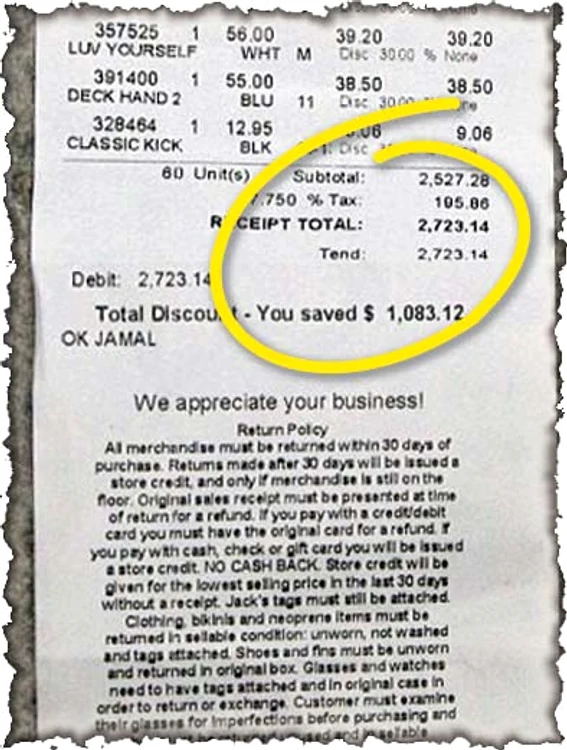 357525 1 56.00 39.20 39.20
LUV YOURSELF WHT M Disc 30.00 % None
391400 1 55.00 38.50 38.50
DECK HAND 2 BLU 11 Disc 30.00
328464 1 12.95 9.06
CLASSIC KICK BLK Disc
60 Unit(s) Subtotal: 2,527.28
7.750 % Tax: 195.86
RECEIPT TOTAL: 2,723.14
Tend: 2,723.14
Debit: 2,723.14
Total Discount - You saved $ 1,083.12
OK JAMAL
We appreciate your business!
Return Policy
All merchandise must be returned within 30 days of
purchase. Returns made after 30 days will be issued a
store credit, and only if merchandise is still on the
floor. Original sales receipt must be presented at time
of return for a refund. If you pay with a credit/debit
card you must have the original card for a refund. If
you pay with cash, check or gift card you will be issued
a store credit. NO CASH BACK. Store credit will be
given for the lowest selling price in the last 30 days
without a receipt. Jack's tags must still be attached.
Clothing, bikinis and neoprene items must be
returned in sellable condition: unworn, not washed
and tags attached. Shoes and fins must be unworn
and returned in original box. Glasses and watches
need to have tags attached and in original case in
order to return or exchange. Customer must examine
their glasses for imperfections before purchasing and